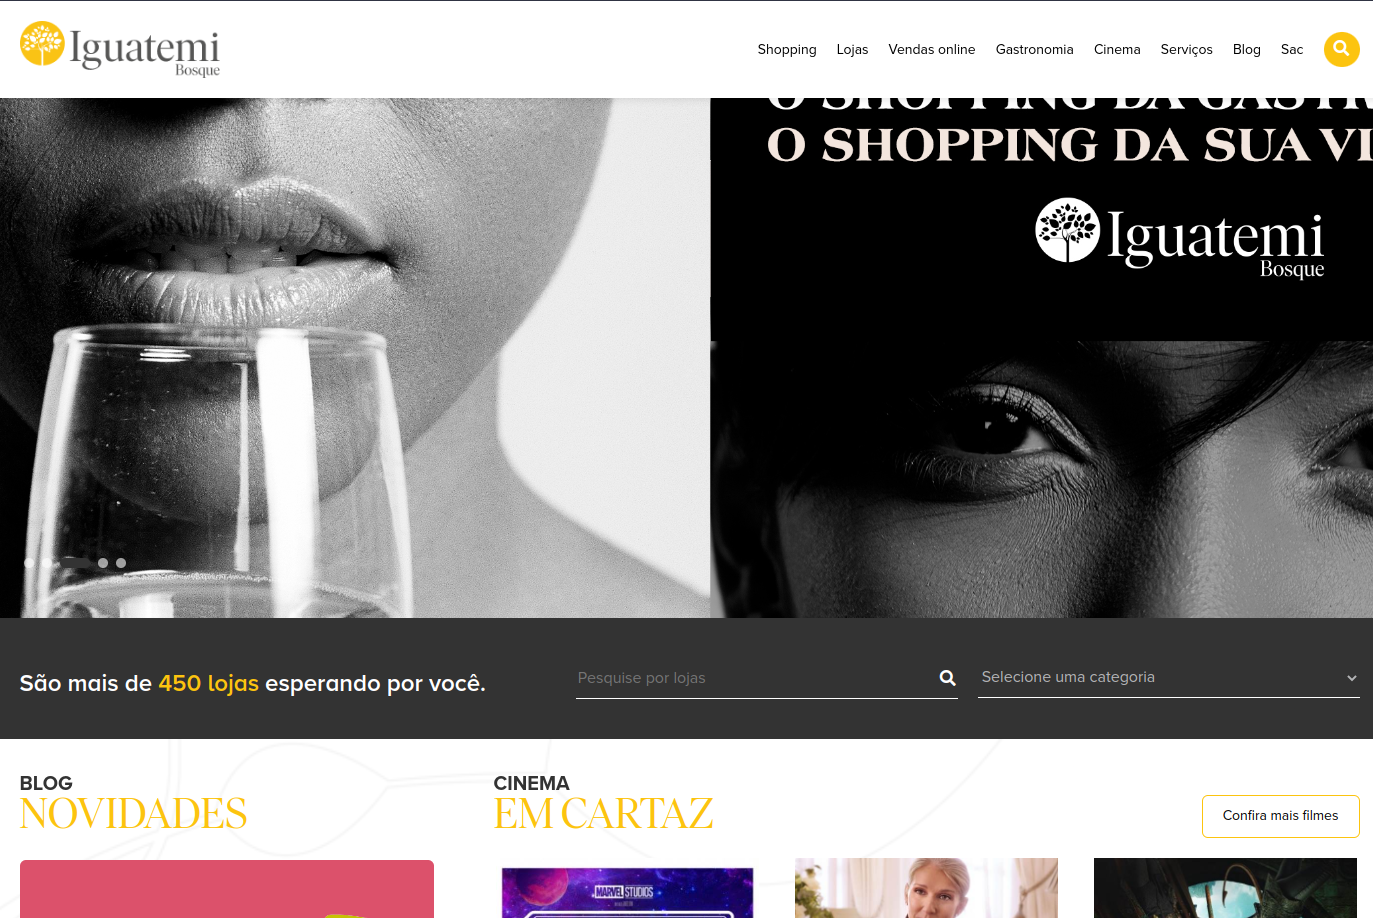 Iguatemi
Bosque
Shopping
Lojas
Vendas online
Gastronomia
Cinema
Serviços
Blog
Sac
O SHOPPING DA
O SHOPPING DA SUA
Iguatemi
Bosque
São mais de 450 lojas esperando por você.
Pesquise por lojas
Selecione uma categoria
BLOG
NOVIDADES
CINEMA
EM CARTAZ
Confira mais filmes
MARVEL STUDIOS